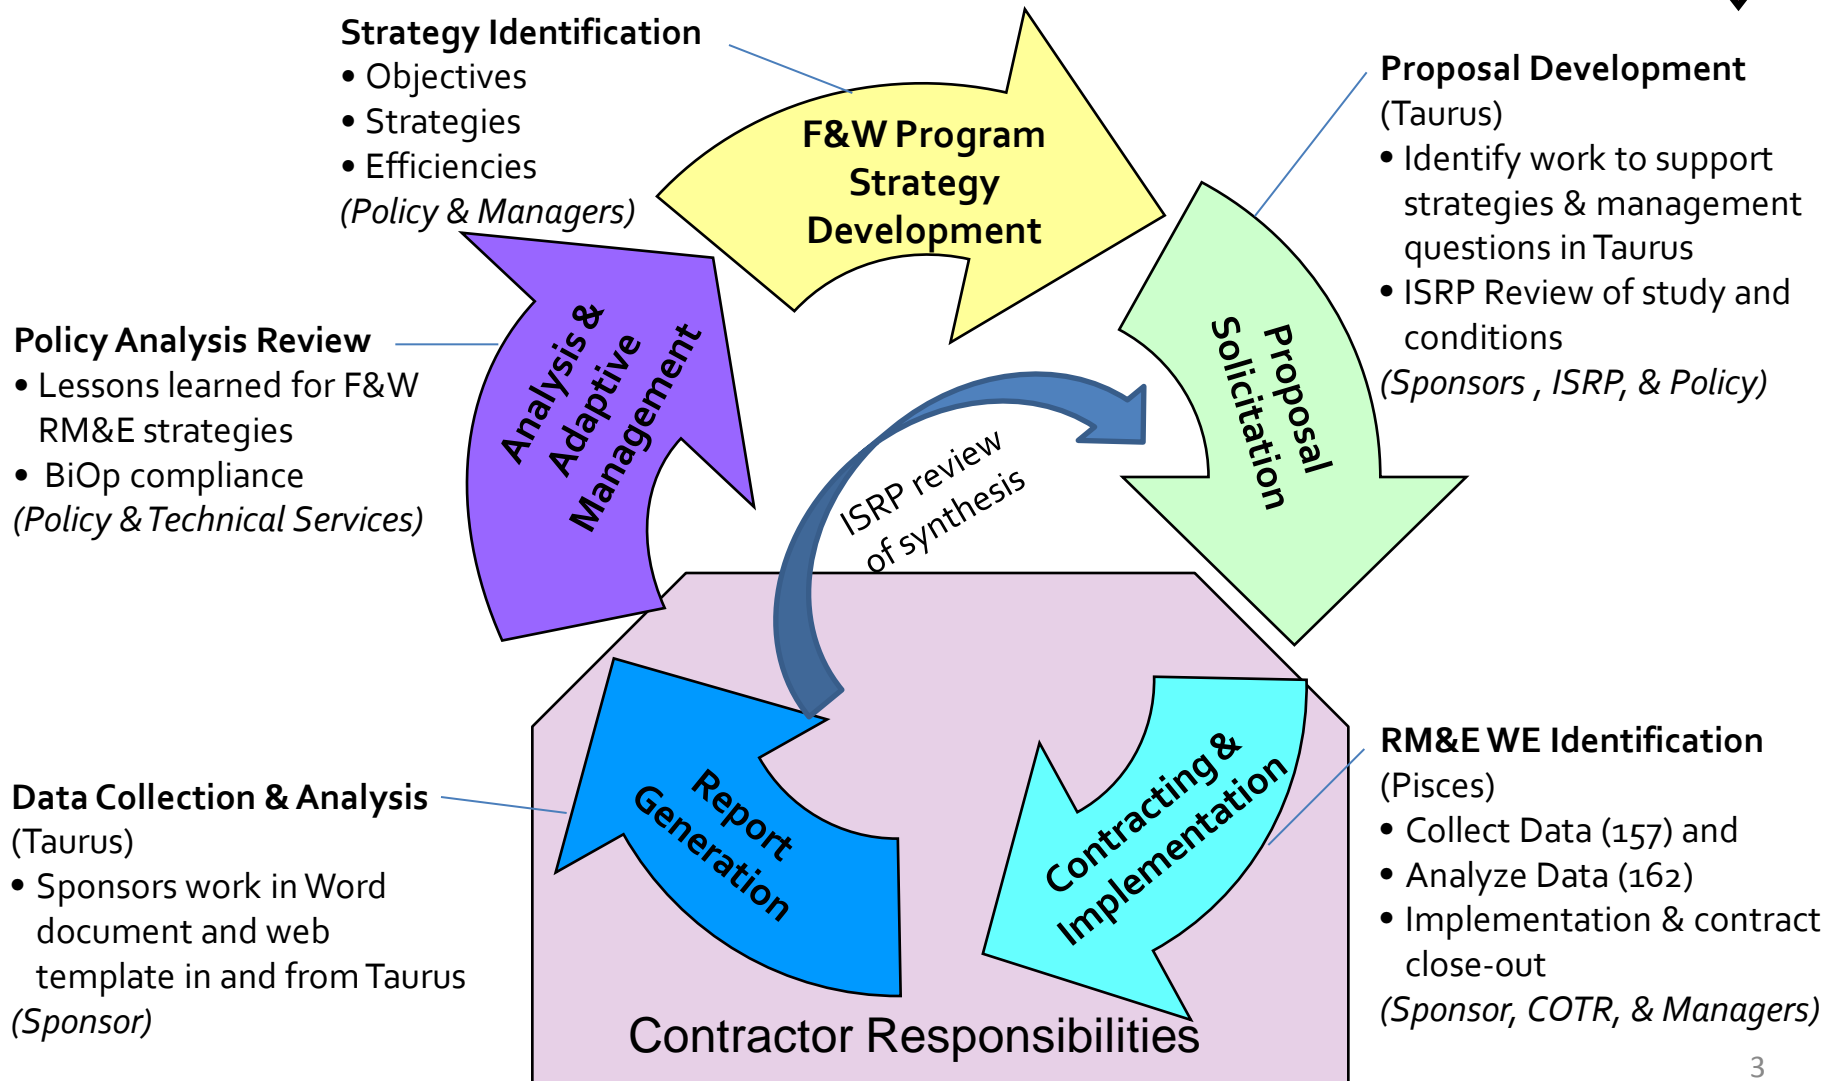 Strategy Identification
• Objectives
• Strategies
• Efficiencies
(Policy & Managers)
F&W Program
Strategy
Development
Proposal Development
(Taurus)
• Identify work to support
strategies & management
questions in Taurus
• ISRP Review of study and
conditions
(Sponsors , ISRP, & Policy)
Proposal
Solicitation
Policy Analysis Review
• Lessons learned for F&W
RM&E strategies
• BiOp compliance
(Policy & Technical Services)
Analysis &
Adaptive
Management
ISRP review
of synthesis
RM&E WE Identification
(Pisces)
• Collect Data (157) and
• Analyze Data (162)
• Implementation & contract
close-out
(Sponsor, COTR, & Managers)
Contracting &
Implementation
Data Collection & Analysis
(Taurus)
• Sponsors work in Word
document and web
template in and from Taurus
(Sponsor)
Report
Generation
Contractor Responsibilities
3